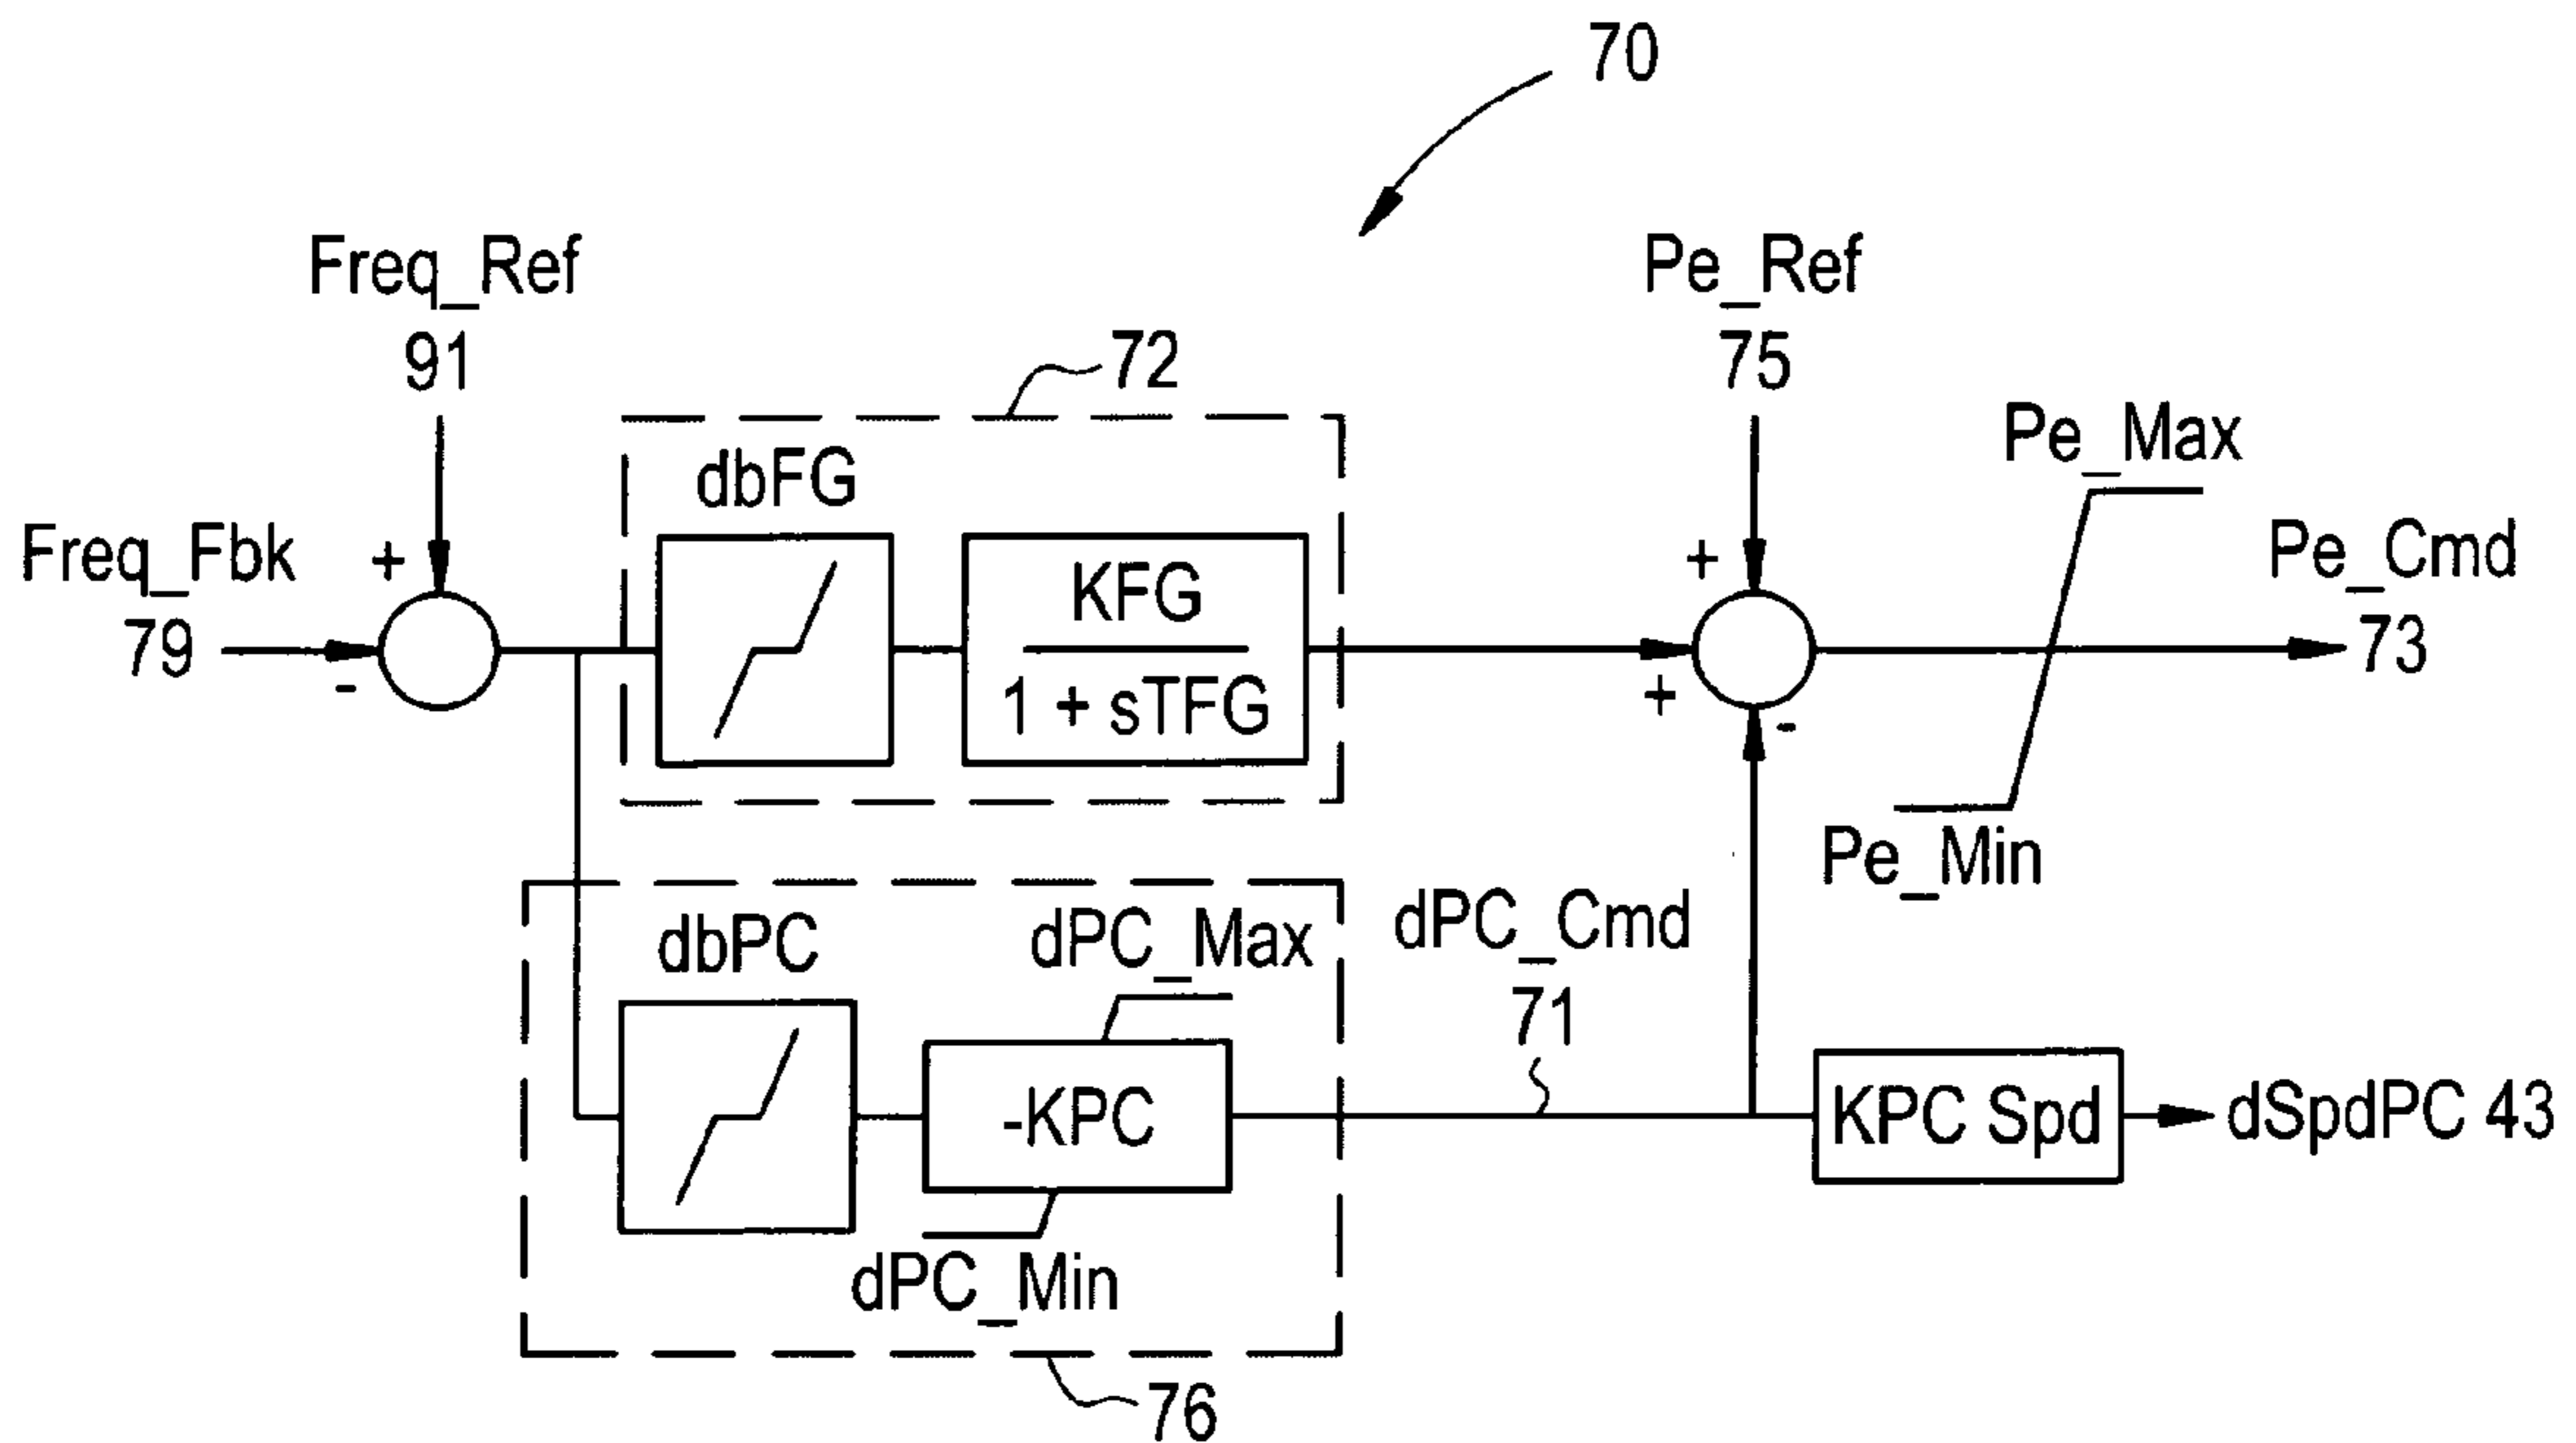 70
Freq_Ref
91
Pe_Ref
75
72
Pe_Max
dbFG
Freq_Fbk
79
+
-
KFG
1 + sTFG
+
+
-
Pe_Cmd
73
Pe_Min
dbPC
dPC_Max
dPC_Cmd
71
-KPC
KPC Spd
dSpdPC 43
dPC_Min
76